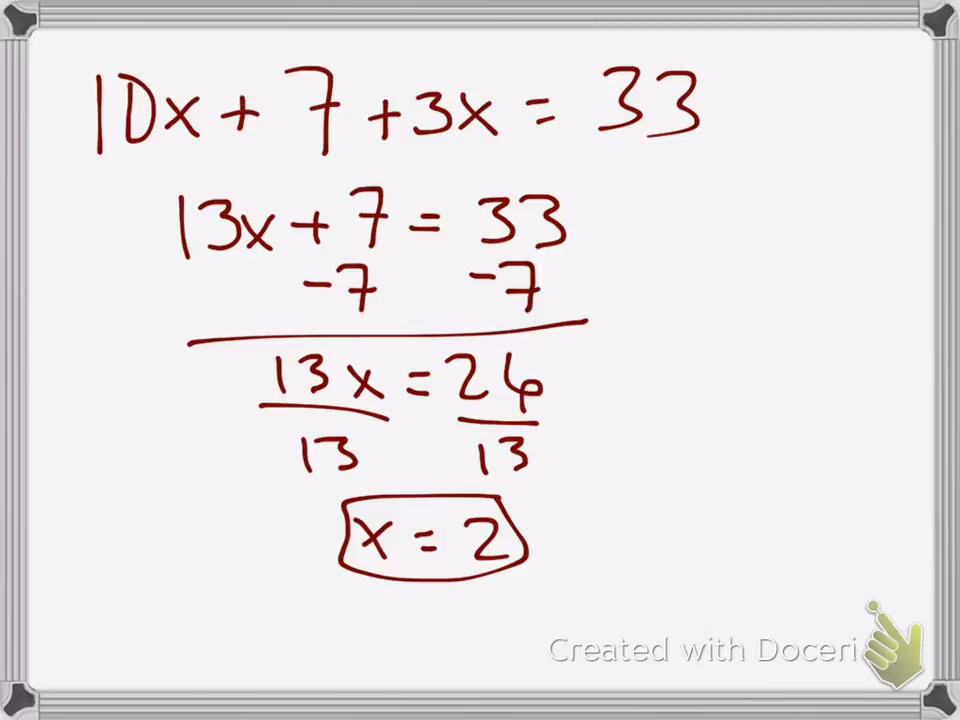 10x + 7 + 3x = 33
13x + 7 = 33
-7 -7
13x = 26
13 13
x = 2
Created with Doceri